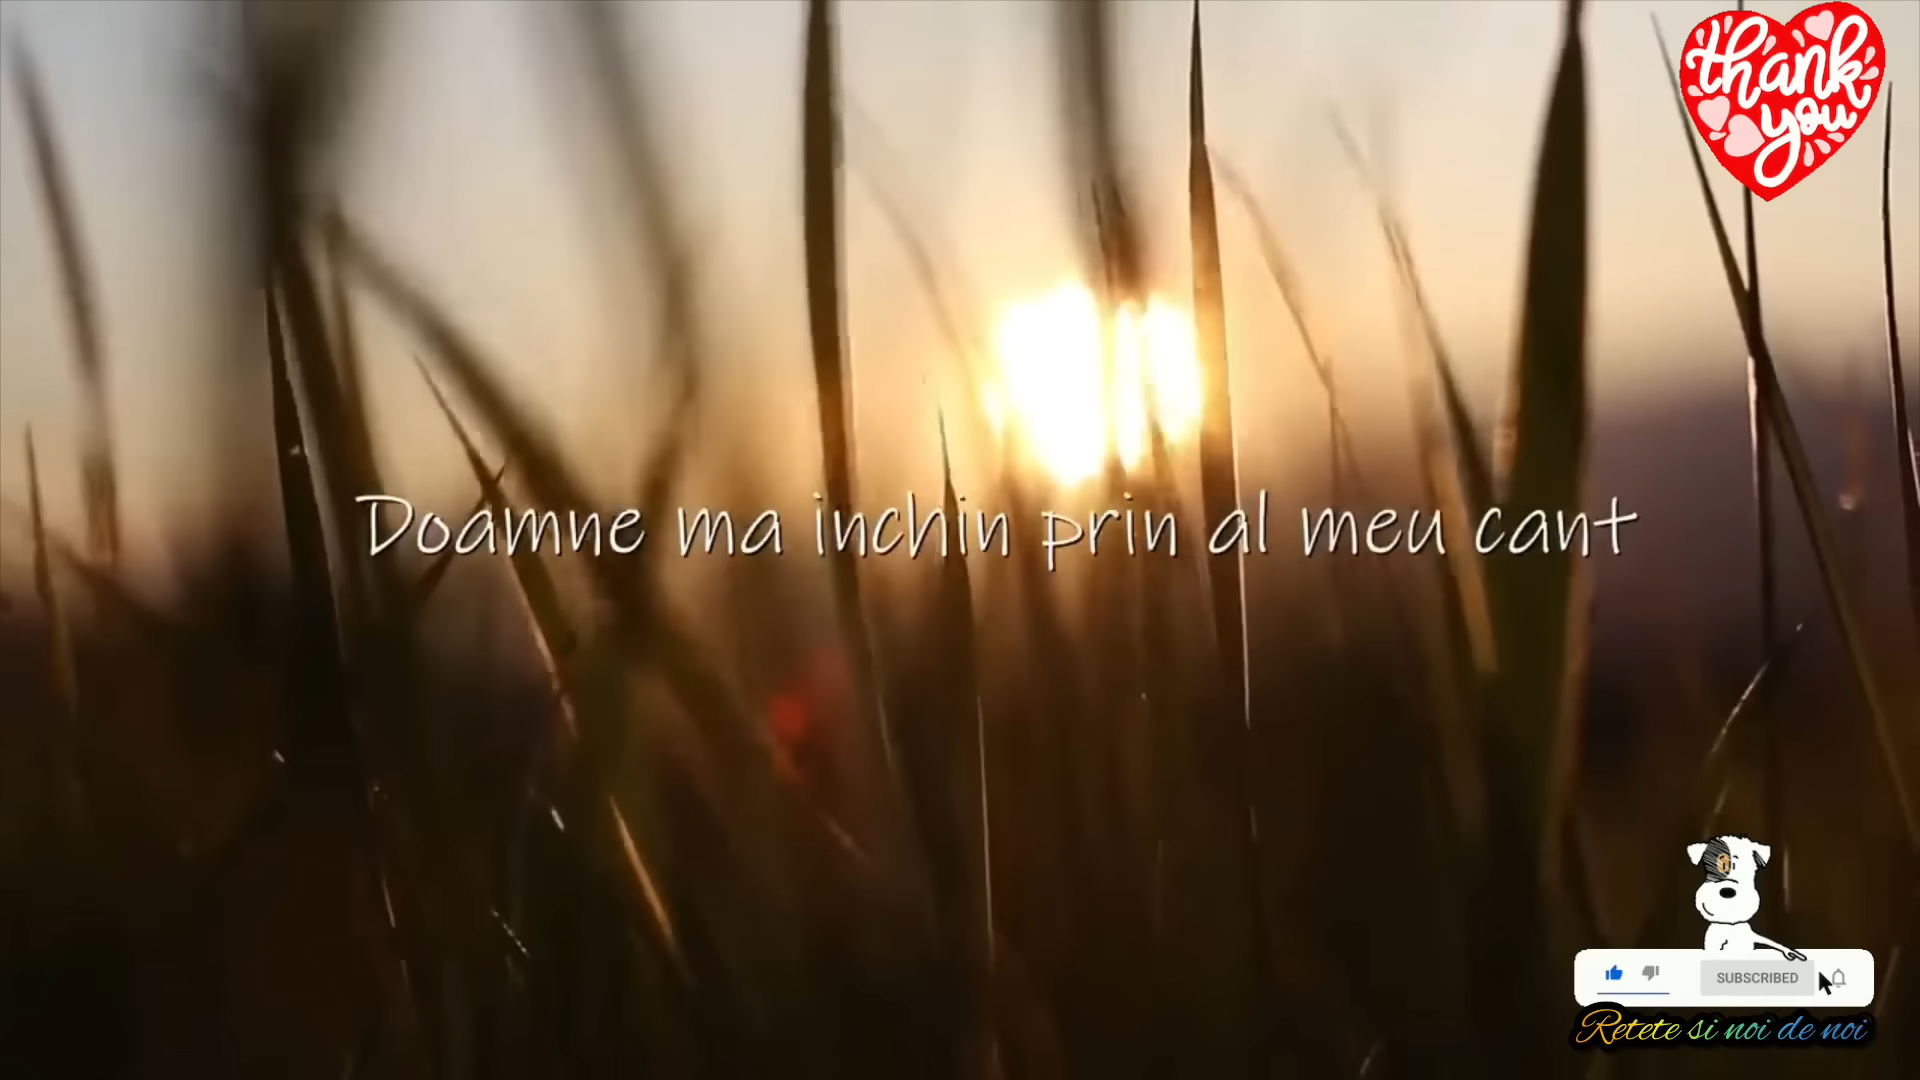 thank
you
Doamne ma inchin prin al meu cant
SUBSCRIBED
Retete si noi de noi